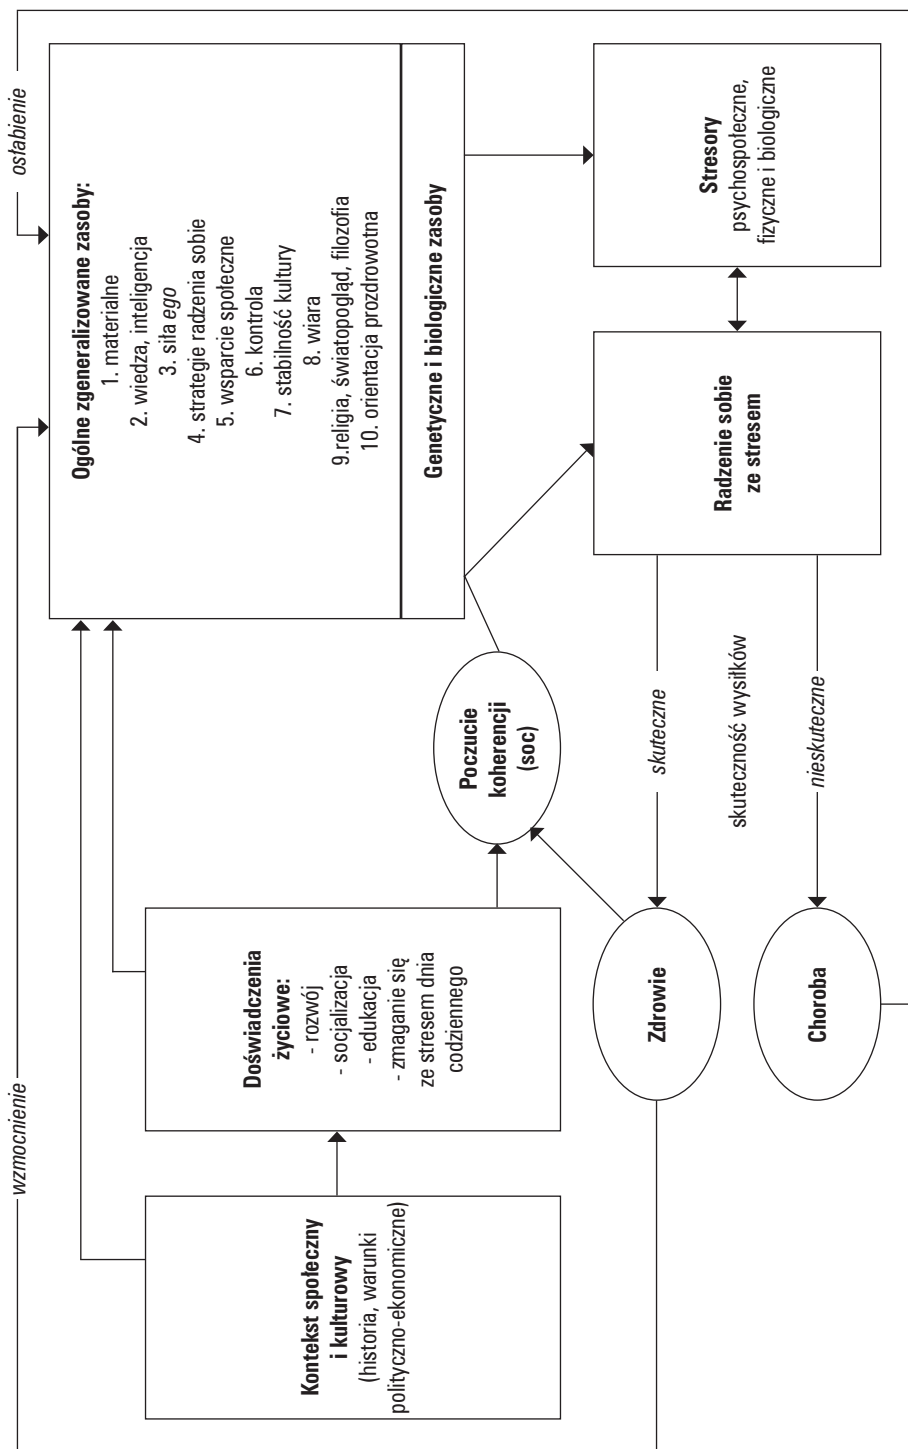 wzmocnienie
osłabienie
Kontekst społeczny
i kulturowy
(historia, warunki
polityczno-ekonomiczne)
Doświadczenia
życiowe:
- rozwój
- socjalizacja
- edukacja
- zmaganie się
ze stresem dnia
codziennego
Ogólne zgeneralizowane zasoby:
1. materialne
2. wiedza, inteligencja
3. siła ego
4. strategie radzenia sobie
5. wsparcie społeczne
6. kontrola
7. stabilność kultury
8. wiara
9.religia, światopogląd, filozofia
10. orientacja prozdrowotna
Genetyczne i biologiczne zasoby
Poczucie
koherencji
(soc)
Zdrowie
skuteczne
Radzenie sobie
ze stresem
Stresory
psychospołeczne,
fizyczne i biologiczne
skuteczność wysiłków
Choroba
nieskuteczne